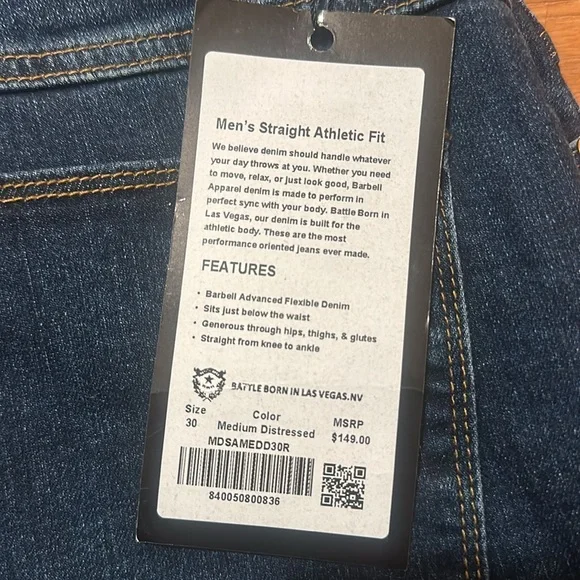 Men's Straight Athletic Fit
We believe denim should handle whatever
your day throws at you. Whether you need
to move, relax, or just look good, Barbell
Apparel denim is made to perform in
perfect sync with your body. Battle Born in
Las Vegas, our denim is built for the
athletic body. These are the most
performance oriented jeans ever made.
FEATURES
• Barbell Advanced Flexible Denim
• Sits just below the waist
• Generous through hips, thighs, & glutes
• Straight from knee to ankle
BATTLE BORN IN LAS VEGAS.NV
Size Color MSRP
30 Medium Distressed $149.00
MDSAMEDD30R
840050800836